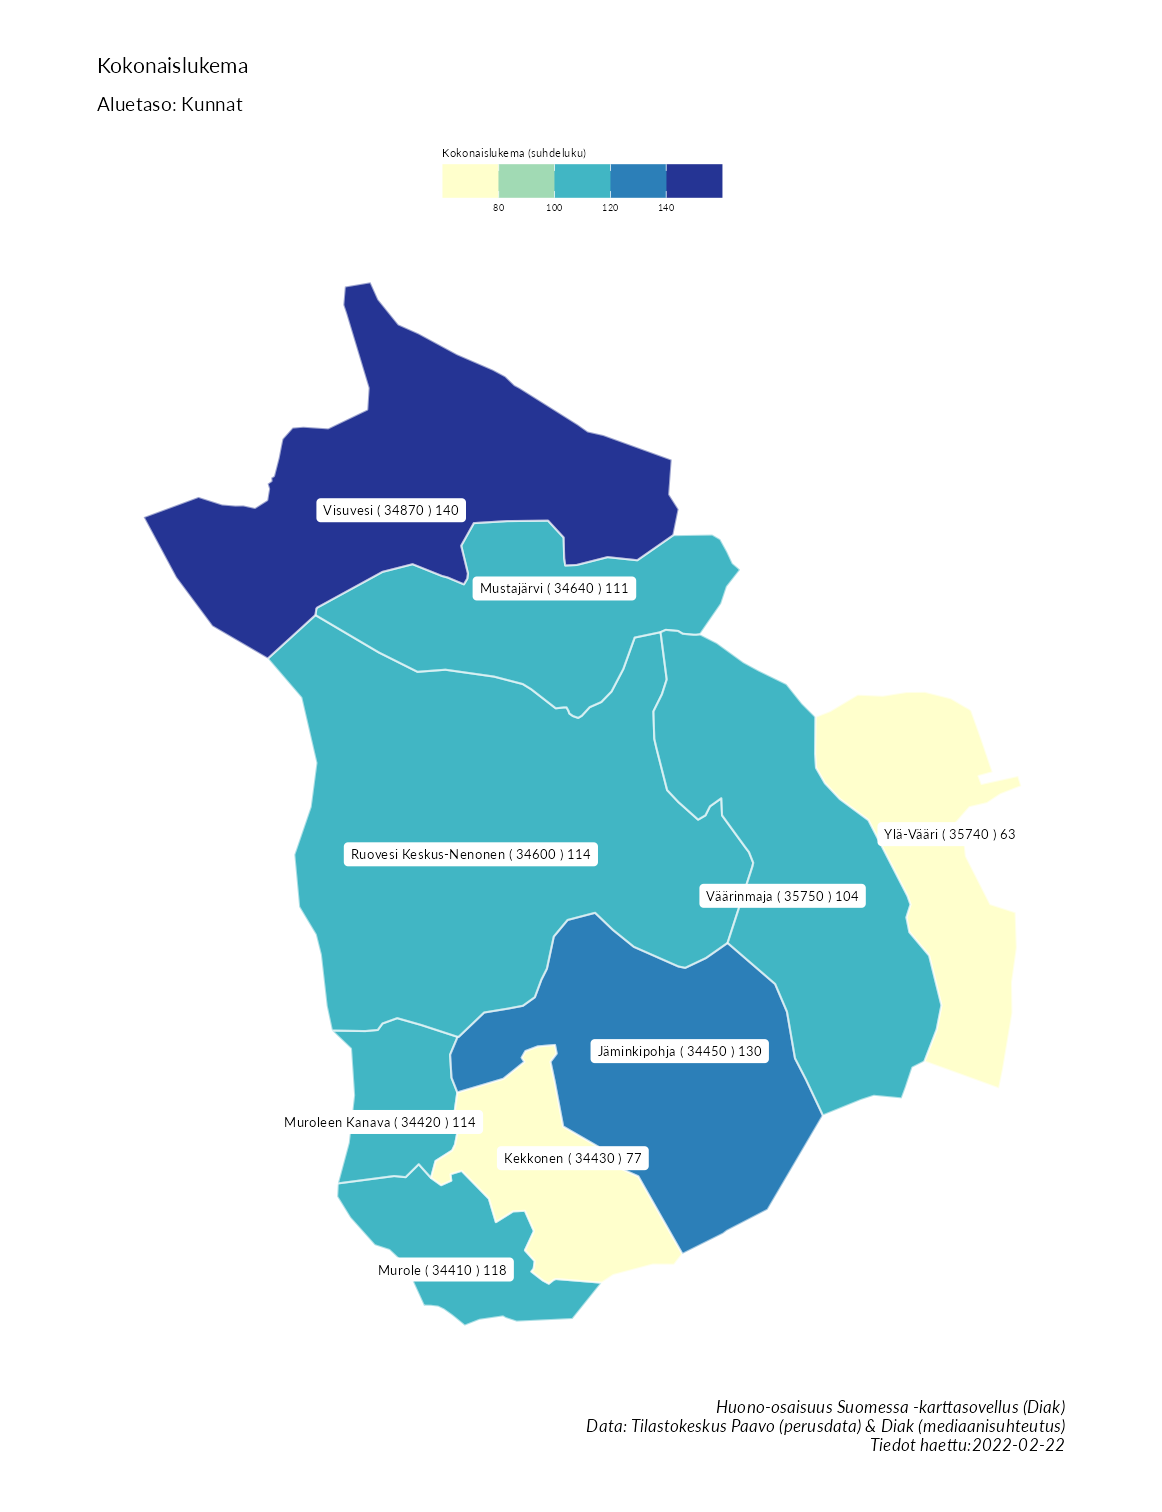 Kokonaislukema
Aluetaso: Kunnat
Kokonaislukema (suhdeluku)
80 100 120 140
Visuvesi ( 34870 ) 140
Mustajärvi ( 34640 ) 111
Ylä-Vääri ( 35740 ) 63
Ruovesi Keskus-Nenonen ( 34600 ) 114
Väärinmaja ( 35750 ) 104
Jäminkipohja ( 34450 ) 130
Muroleen Kanava ( 34420 ) 114
Kekkonen ( 34430 ) 77
Murole ( 34410 ) 118
Huono-osaisuus Suomessa -karttasovellus (Diak)
Data: Tilastokeskus Paavo (perusdata) & Diak (mediaanisuhteutus)
Tiedot haettu:2022-02-22